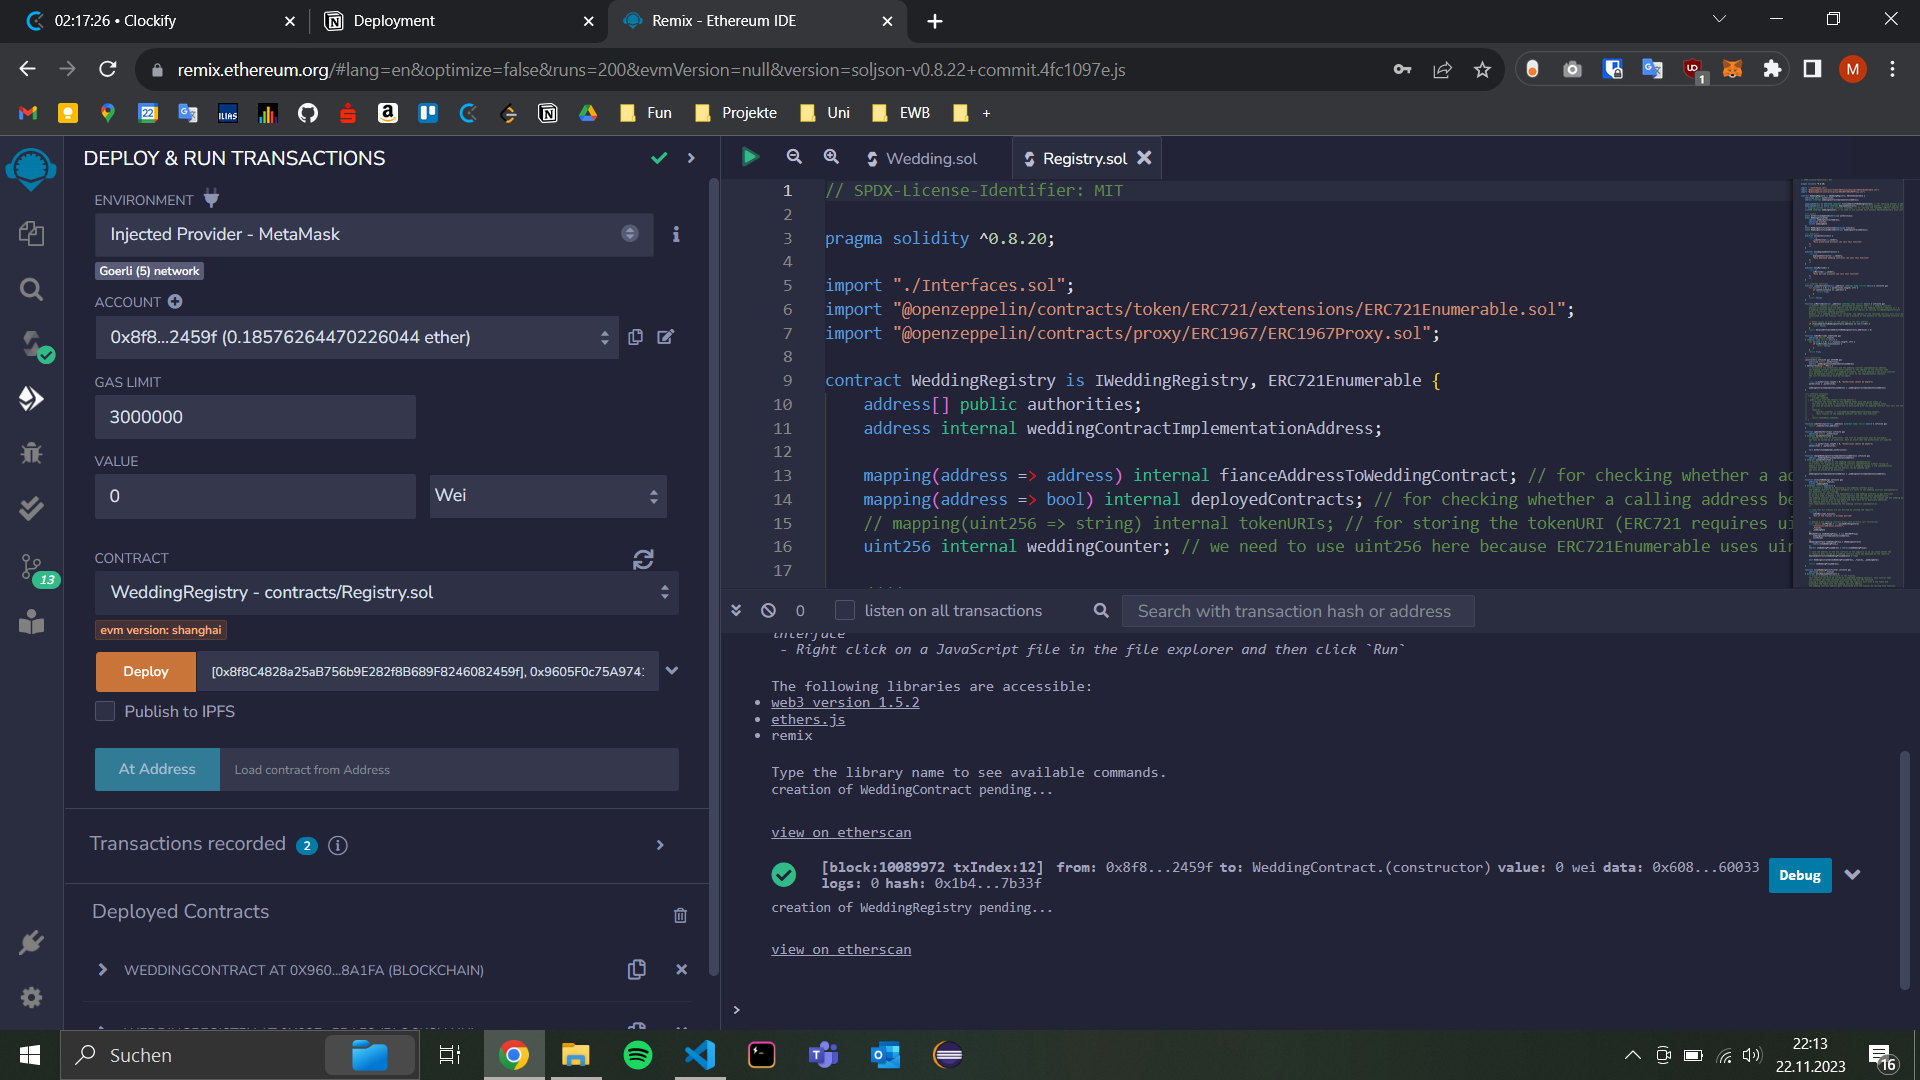 02:17:26 • Clockify
Deployment
Remix - Ethereum IDE
remix.ethereum.org/#lang=en&optimize=false&runs=200&evmVersion=null&version=soljson-v0.8.22+commit.4fc1097e.js
1
M
22
ILIAS
Fun
Projekte
Uni
EWB
+
DEPLOY & RUN TRANSACTIONS
ENVIRONMENT
Injected Provider - MetaMask
Goerli (5) network
ACCOUNT
0x8f8...2459f (0.18576264470226044 ether)
GAS LIMIT
3000000
VALUE
0
Wei
CONTRACT
WeddingRegistry - contracts/Registry.sol
evm version: shanghai
Deploy
[0x8f8C4828a25aB756b9E282f8B689F8246082459f], 0x9605F0c75A974
Publish to IPFS
At Address
Load contract from Address
Transactions recorded 2
Deployed Contracts
WEDDINGCONTRACT AT 0X960...8A1FA (BLOCKCHAIN)
13
Wedding.sol
Registry.sol
1 // SPDX-License-Identifier: MIT
2
3 pragma solidity ^0.8.20;
4
5 import "./Interfaces.sol";
6 import "@openzeppelin/contracts/token/ERC721/extensions/ERC721Enumerable.sol";
7 import "@openzeppelin/contracts/proxy/ERC1967/ERC1967Proxy.sol";
8
9 contract WeddingRegistry is IWeddingRegistry, ERC721Enumerable {
10 address[] public authorities;
11 address internal weddingContractImplementationAddress;
12
13 mapping(address => address) internal fianceAddressToWeddingContract; // for checking whether a ad
14 mapping(address => bool) internal deployedContracts; // for checking whether a calling address be
15 // mapping(uint256 => string) internal tokenURIs; // for storing the tokenURI (ERC721 requires ui
16 uint256 internal weddingCounter; // we need to use uint256 here because ERC721Enumerable uses uin
17
0
listen on all transactions
Search with transaction hash or address
interface
- Right click on a JavaScript file in the file explorer and then click `Run`
The following libraries are accessible:
• web3 version 1.5.2
• ethers.js
• remix
Type the library name to see available commands.
creation of WeddingContract pending...
view on etherscan
[block:10089972 txIndex:12] from: 0x8f8...2459f to: WeddingContract.(constructor) value: 0 wei data: 0x608...60033
logs: 0 hash: 0x1b4...7b33f
Debug
creation of WeddingRegistry pending...
view on etherscan
>
Suchen
22:13
22.11.2023
16